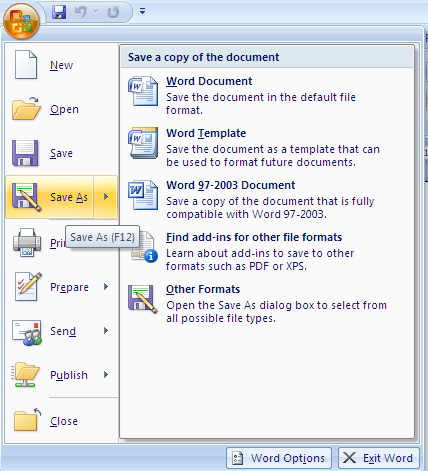 New
Open
Save
Save As
Save As (F12)
Prepare
Send
Publish
Close
Save a copy of the document
Word Document
Save the document in the default file
format.
Word Template
Save the document as a template that can
be used to format future documents.
Word 97-2003 Document
Save a copy of the document that is fully
compatible with Word 97-2003.
Find add-ins for other file formats
Learn about add-ins to save to other
formats such as PDF or XPS.
Other Formats
Open the Save As dialog box to select from
all possible file types.
Word Options
Exit Word